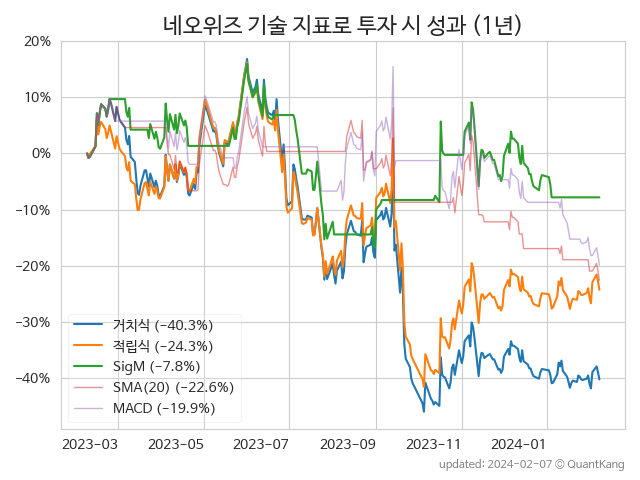 네오위즈 기술 지표로 투자 시 성과 (1년)
20%
10%
0%
−10%
−20%
−30%
−40%
거치식 (−40.3%)
적립식 (−24.3%)
SigM (−7.8%)
SMA(20) (−22.6%)
MACD (−19.9%)
2023-03 2023-05 2023-07 2023-09 2023-11 2024-01
updated: 2024-02-07 © QuantKang